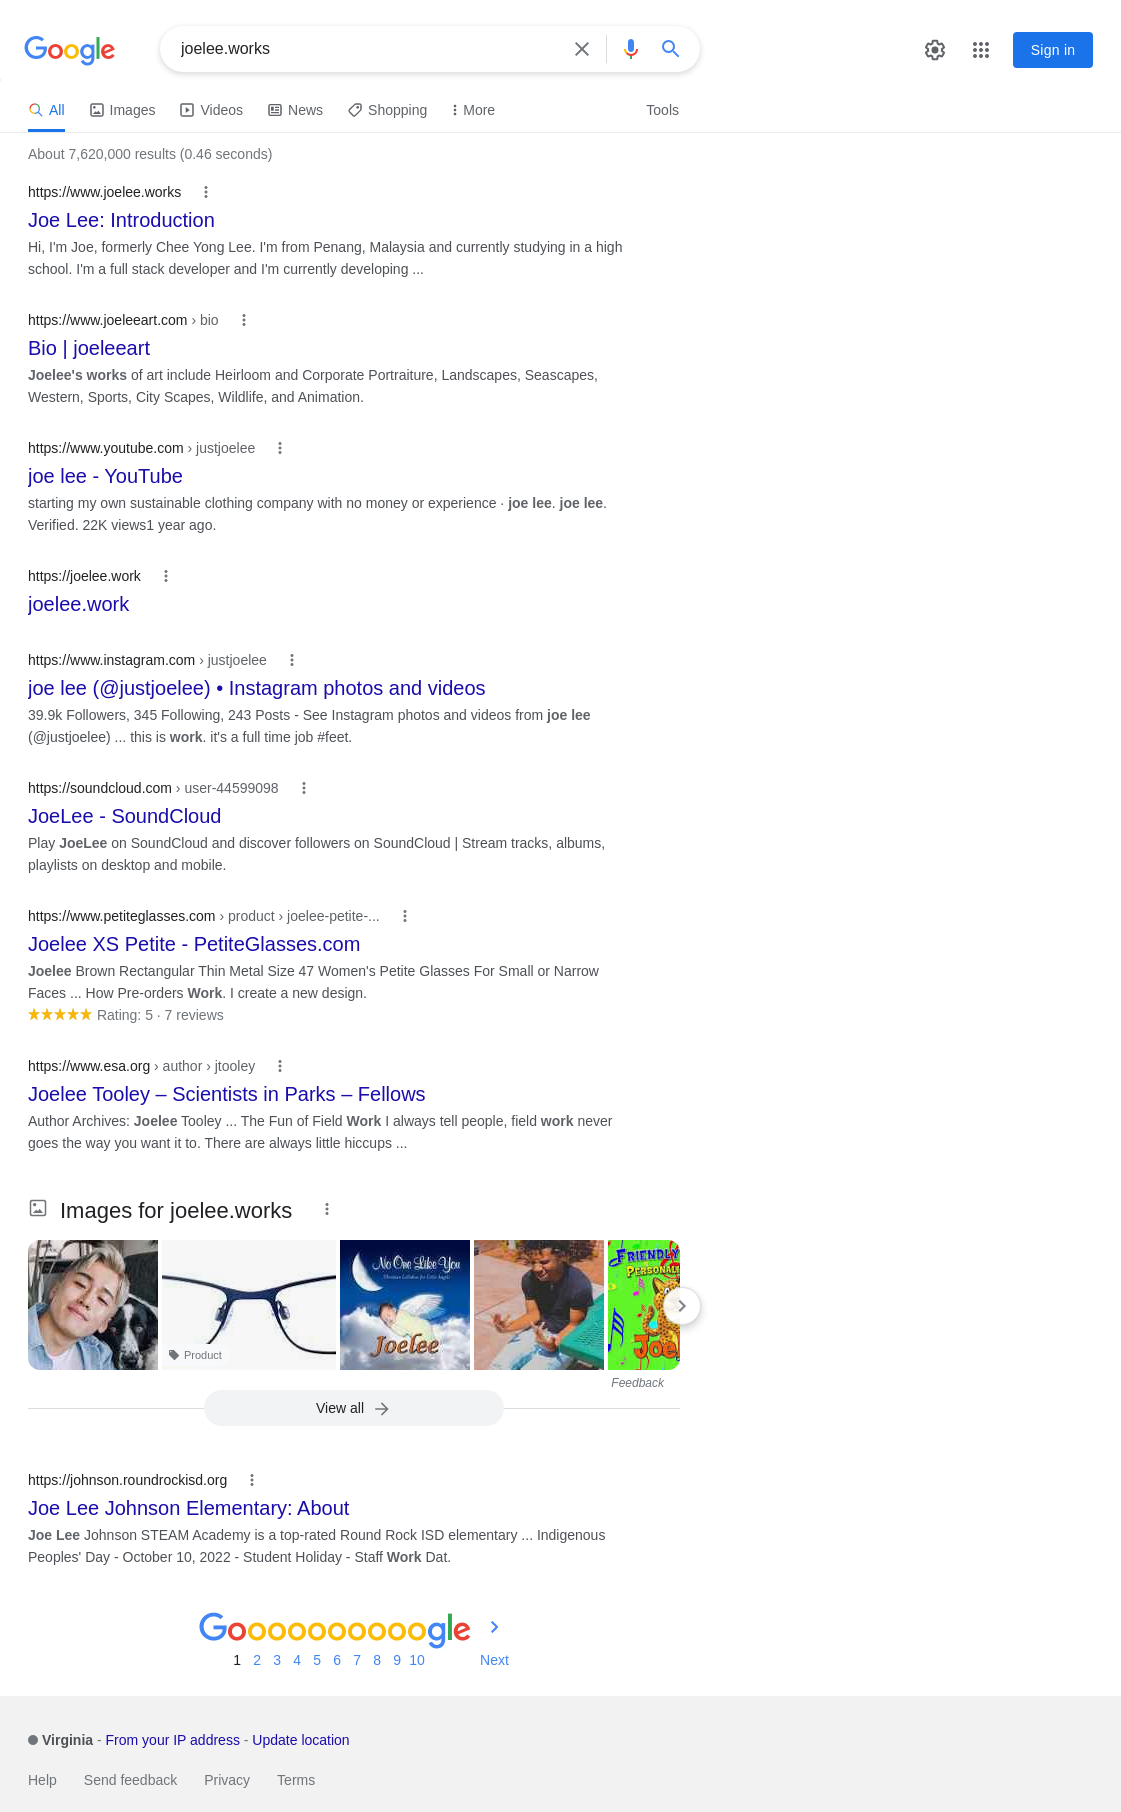 Google
joelee.works
Sign in
All
Images
Videos
News
Shopping
More
Tools
About 7,620,000 results (0.46 seconds)
https://www.joelee.works
Joe Lee: Introduction
Hi, I'm Joe, formerly Chee Yong Lee. I'm from Penang, Malaysia and currently studying in a high
school. I'm a full stack developer and I'm currently developing ...
https://www.joeleeart.com › bio
Bio | joeleeart
Joelee's works of art include Heirloom and Corporate Portraiture, Landscapes, Seascapes,
Western, Sports, City Scapes, Wildlife, and Animation.
https://www.youtube.com › justjoelee
joe lee - YouTube
starting my own sustainable clothing company with no money or experience · joe lee. joe lee.
Verified. 22K views1 year ago.
https://joelee.work
joelee.work
https://www.instagram.com › justjoelee
joe lee (@justjoelee) • Instagram photos and videos
39.9k Followers, 345 Following, 243 Posts - See Instagram photos and videos from joe lee
(@justjoelee) ... this is work. it's a full time job #feet.
https://soundcloud.com › user-44599098
JoeLee - SoundCloud
Play JoeLee on SoundCloud and discover followers on SoundCloud | Stream tracks, albums,
playlists on desktop and mobile.
https://www.petiteglasses.com › product › joelee-petite-...
Joelee XS Petite - PetiteGlasses.com
Joelee Brown Rectangular Thin Metal Size 47 Women's Petite Glasses For Small or Narrow
Faces ... How Pre-orders Work. I create a new design.
Rating: 5 · 7 reviews
https://www.esa.org › author › jtooley
Joelee Tooley – Scientists in Parks – Fellows
Author Archives: Joelee Tooley ... The Fun of Field Work I always tell people, field work never
goes the way you want it to. There are always little hiccups ...
Images for joelee.works
No One Like You
Christian Lullabies for Little Angels
Joelee
FRIENDLY
PERSONAL
Joel
Product
Feedback
View all
https://johnson.roundrockisd.org
Joe Lee Johnson Elementary: About
Joe Lee Johnson STEAM Academy is a top-rated Round Rock ISD elementary ... Indigenous
Peoples' Day - October 10, 2022 - Student Holiday - Staff Work Dat.
Goooooooooogle
1 2 3 4 5 6 7 8 9 10 Next
Virginia - From your IP address - Update location
Help Send feedback Privacy Terms